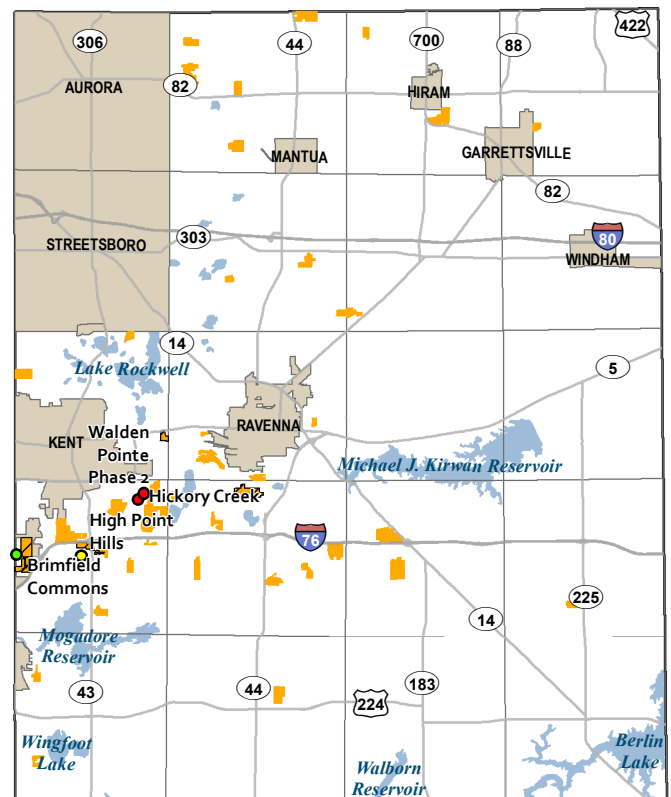 422
306
44
700
88
AURORA
82
HIRAM
MANTUA
GARRETTSVILLE
82
303
STREETSBORO
80
WINDHAM
14
Lake Rockwell
5
KENT
Walden
Pointe
Phase 2
RAVENNA
Michael J. Kirwan Reservoir
Hickory Creek
High Point
Hills
76
Brimfield
Commons
225
14
Mogadore
Reservoir
43
44
183
224
Wingfoot
Lake
Berlin
Lake
Walborn
Reservoir